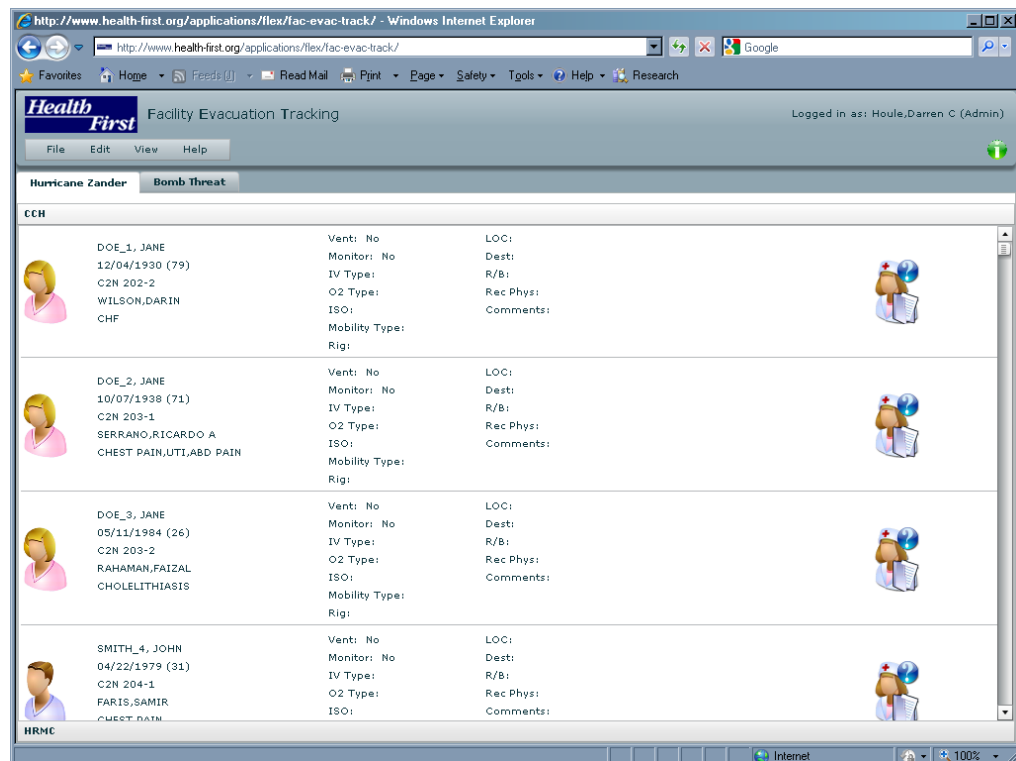 http://www.health-first.org/applications/flex/fac-evac-track/ - Windows Internet Explorer
http://www.health-first.org/applications/flex/fac-evac-track/
Google
Favorites Home Feeds (J) Read Mail Print Page Safety Tools Help Research
Health First
Facility Evacuation Tracking
Logged in as: Houle,Darren C (Admin)
File Edit View Help
Hurricane Zander Bomb Threat
CCH
DOE_1, JANE
12/04/1930 (79)
C2N 202-2
WILSON,DARIN
CHF
Vent: No
Monitor: No
IV Type:
O2 Type:
ISO:
Mobility Type:
Rig:
LOC:
Dest:
R/B:
Rec Phys:
Comments:
DOE_2, JANE
10/07/1938 (71)
C2N 203-1
SERRANO,RICARDO A
CHEST PAIN,UTI,ABD PAIN
Vent: No
Monitor: No
IV Type:
O2 Type:
ISO:
Mobility Type:
Rig:
LOC:
Dest:
R/B:
Rec Phys:
Comments:
DOE_3, JANE
05/11/1984 (26)
C2N 203-2
RAHAMAN,FAIZAL
CHOLELITHIASIS
Vent: No
Monitor: No
IV Type:
O2 Type:
ISO:
Mobility Type:
Rig:
LOC:
Dest:
R/B:
Rec Phys:
Comments:
SMITH_4, JOHN
04/22/1979 (31)
C2N 204-1
FARIS,SAMIR
CHEST PAIN
Vent: No
Monitor: No
IV Type:
O2 Type:
ISO:
LOC:
Dest:
R/B:
Rec Phys:
Comments:
HRMC
Internet
100%